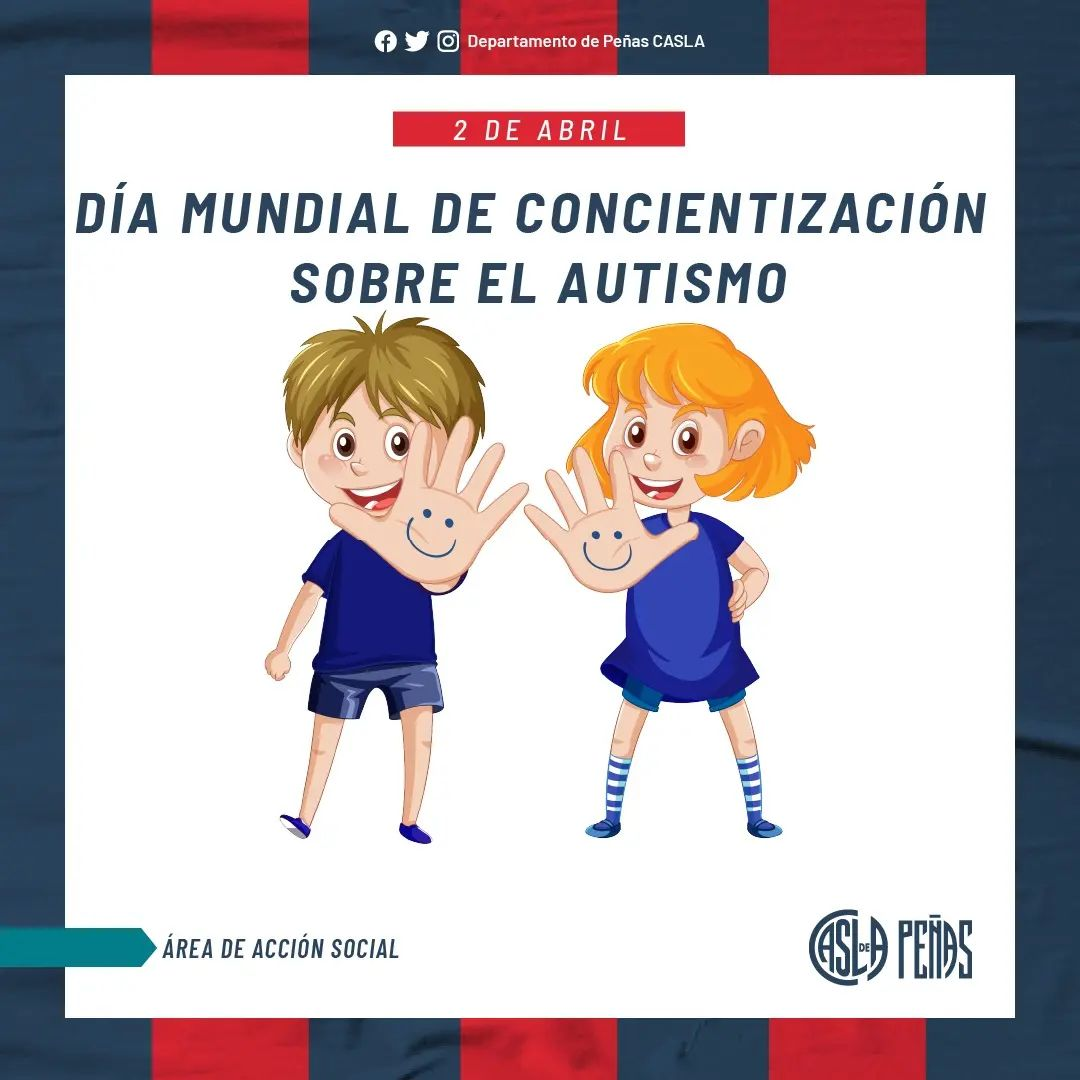 Departamento de Peñas CASLA
2 DE ABRIL
DÍA MUNDIAL DE CONCIENTIZACIÓN
SOBRE EL AUTISMO
ÁREA DE ACCIÓN SOCIAL
CASLA DE PEÑAS